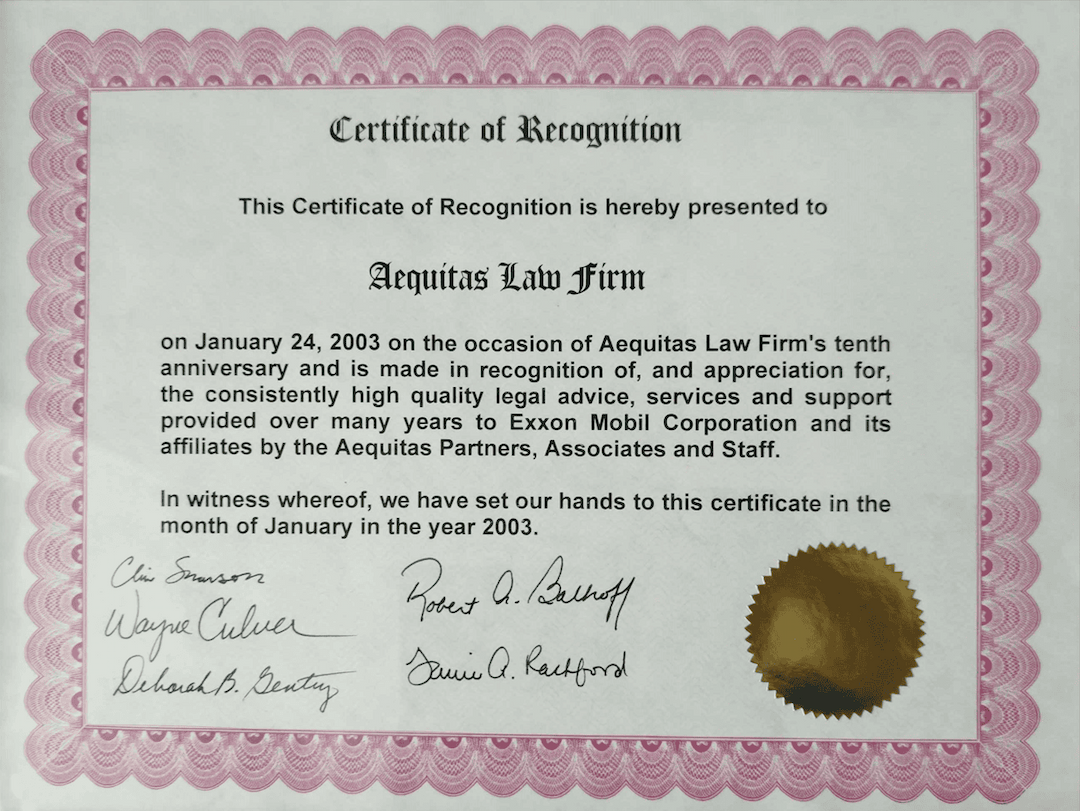 Certificate of Recognition
This Certificate of Recognition is hereby presented to
Aequitas Law Firm
on January 24, 2003 on the occasion of Aequitas Law Firm's tenth
anniversary and is made in recognition of, and appreciation for,
the consistently high quality legal advice, services and support
provided over many years to Exxon Mobil Corporation and its
affiliates by the Aequitas Partners, Associates and Staff.
In witness whereof, we have set our hands to this certificate in the
month of January in the year 2003.
Wayne Culver
Deborah B. Gentry
Robert A. Balhoff
A. Rachford